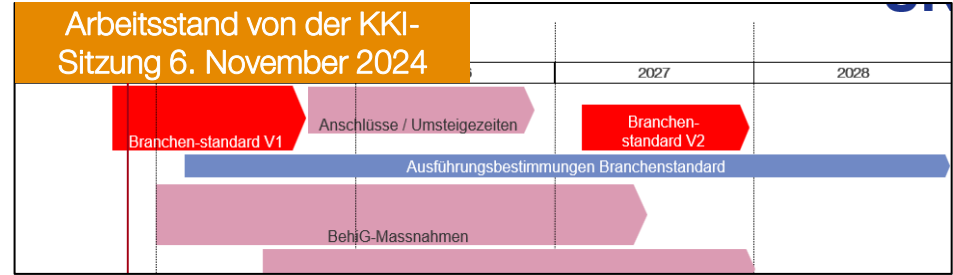 Arbeitsstand von der KKI-
Sitzung 6. November 2024
2027
2028
Branchen-standard V1
Anschlüsse / Umsteigezeiten
Branchen-
standard V2
Ausführungsbestimmungen Branchenstandard
BehiG-Massnahmen